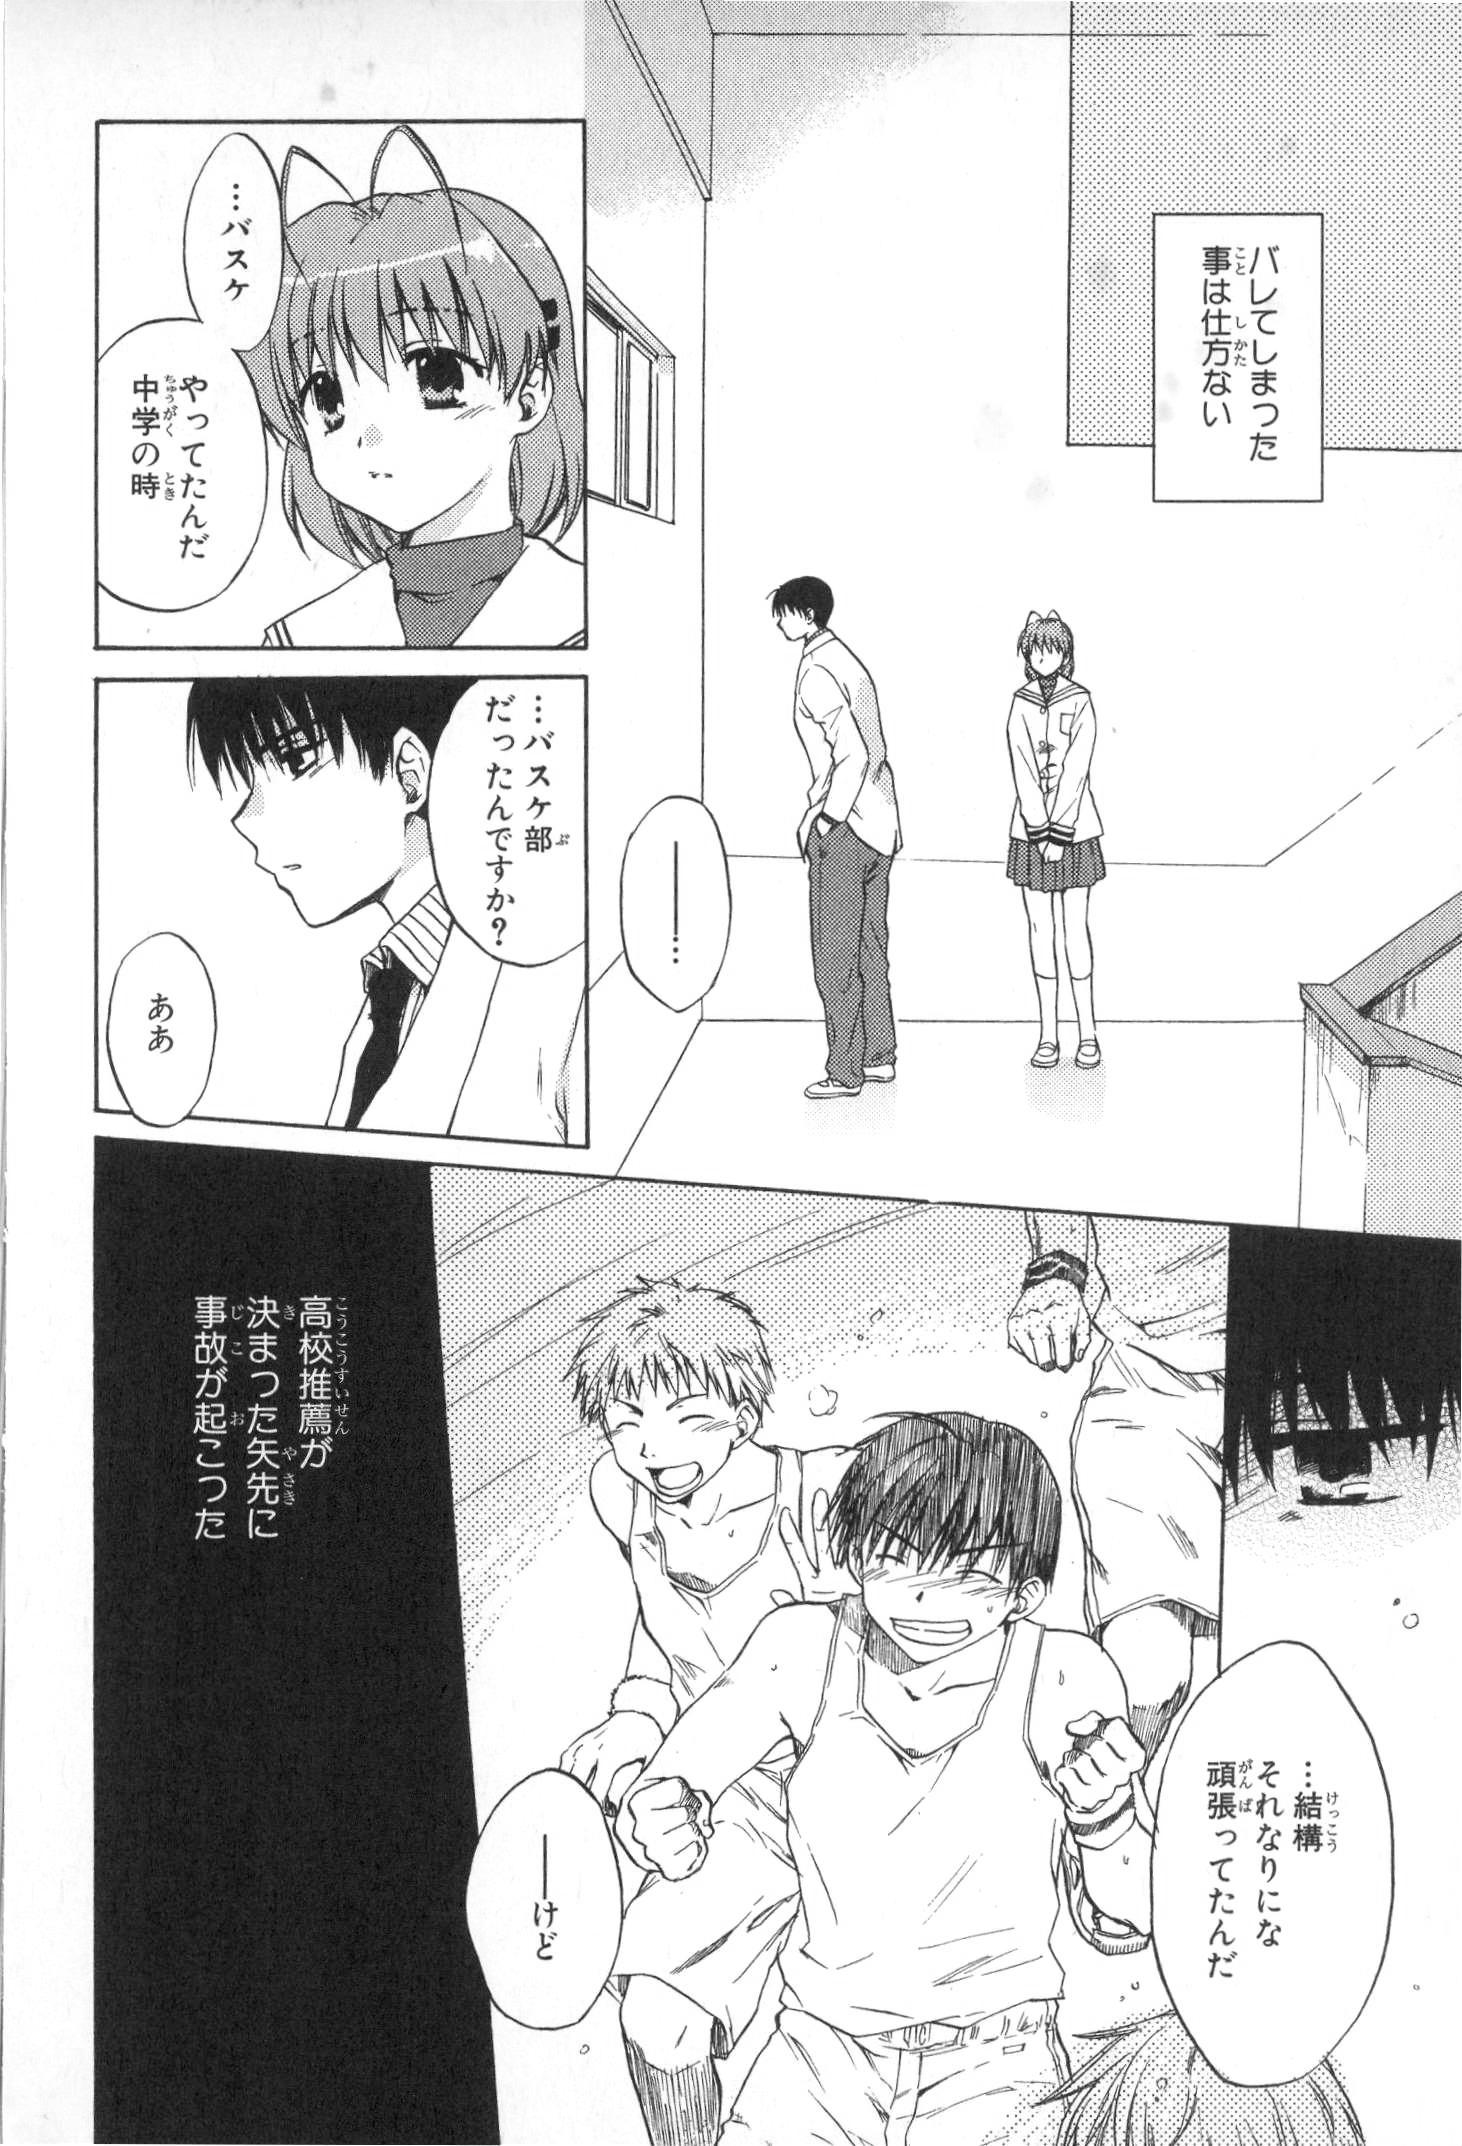 バレてしまった
事は仕方ない
――…
…バスケ
やってたんだ
中学の時
…バスケ部
だったんですか?
ああ
…結構
それなりにな
頑張ってたんだ
――けど
高校推薦が
決まった矢先に
事故が起こった